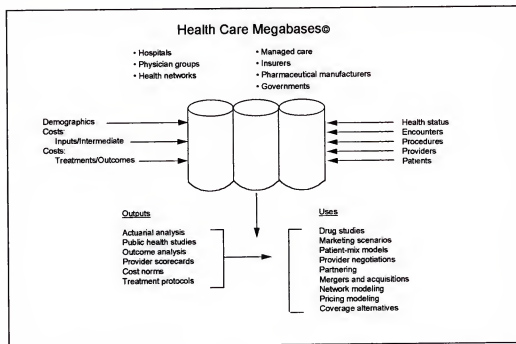 Health Care Megabases©
• Hospitals
• Physician groups
• Health networks
• Managed care
• Insurers
• Pharmaceutical manufacturers
• Governments
Demographics
Costs:
Inputs/Intermediate
Costs:
Treatments/Outcomes
Health status
Encounters
Procedures
Providers
Patients
Outputs
Actuarial analysis
Public health studies
Outcome analysis
Provider scorecards
Cost norms
Treatment protocols
Uses
Drug studies
Marketing scenarios
Patient-mix models
Provider negotiations
Partnering
Mergers and acquisitions
Network modeling
Pricing modeling
Coverage alternatives